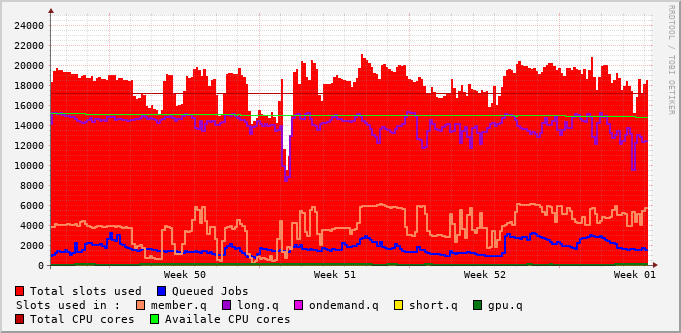 24000
22000
20000
18000
16000
14000
12000
10000
8000
6000
4000
2000
0
Week 50 Week 51 Week 52 Week 01
Total slots used Queued Jobs
Slots used in : member.q long.q ondemand.q short.q gpu.q
Total CPU cores Availale CPU cores
RRDTOOL / TOBI OETIKER